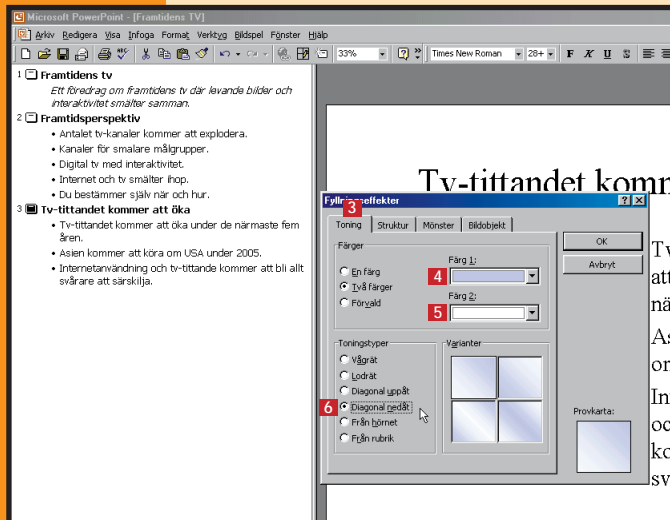 Microsoft PowerPoint - [Framtidens TV]
Arkiv Redigera Visa Infoga Format Verktyg Bildspel Fönster Hjälp
33% Times New Roman 28+ F K U S
1 Framtidens tv
Ett föredrag om framtidens tv där levande bilder och
interaktivitet smälter samman.
2 Framtidsperspektiv
• Antalet tv-kanaler kommer att explodera.
• Kanaler för smalare målgrupper.
• Digital tv med interaktivitet.
• Internet och tv smälter ihop.
• Du bestämmer själv när och hur.
3 Tv-tittandet kommer att öka
• Tv-tittandet kommer att öka under de närmaste fem
åren.
• Asien kommer att köra om USA under 2005.
• Internetanvändning och tv-tittande kommer att bli allt
svårare att särskilja.
Tv-tittandet komm
Fyllningseffekter
3
Toning Struktur Mönster Bildobjekt
Färger
En färg
Två färger
Förvald
Färg 1:
4
Färg 2:
5
Toningstyper
Vågrät
Lodrät
Diagonal uppåt
6 Diagonal nedåt
Från hörnet
Från rubrik
Varianter
OK
Avbryt
Provkarta:
Tv
att
nä
As
on
In
oc
ko
sv